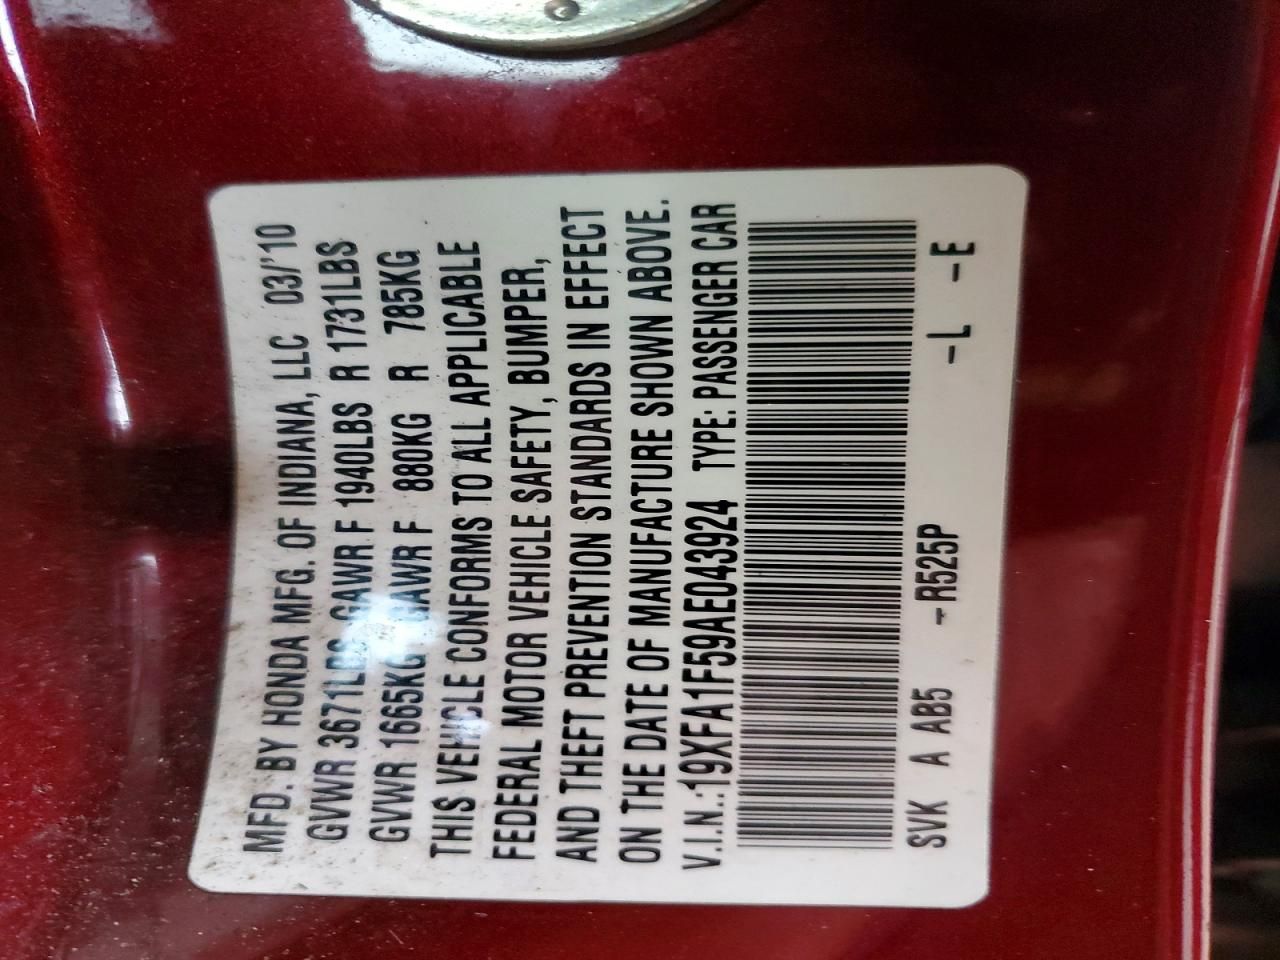 MFD. BY HONDA MFG. OF INDIANA, LLC 03/'10
GVWR 3671LBS GAWR F 1940LBS R 1731LBS
GVWR 1665KG GAWR F 880KG R 785KG
THIS VEHICLE CONFORMS TO ALL APPLICABLE
FEDERAL MOTOR VEHICLE SAFETY, BUMPER,
AND THEFT PREVENTION STANDARDS IN EFFECT
ON THE DATE OF MANUFACTURE SHOWN ABOVE.
V.I.N.:19XFA1F59AE043924 TYPE: PASSENGER CAR
SVK A AB5 -R525P -L -E